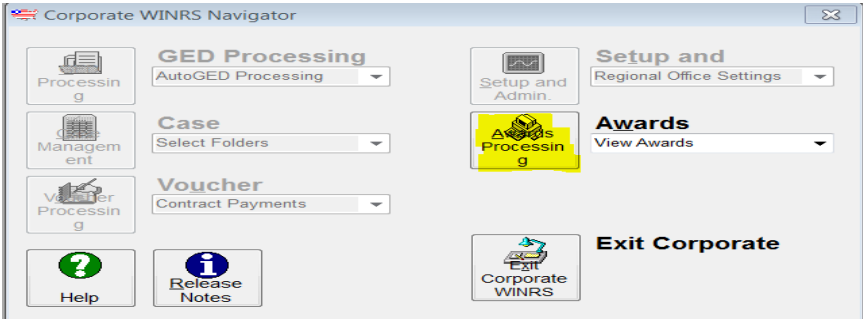 Corporate WINRS Navigator
GED Processing
Processin
g
AutoGED Processing
Case
Managem
ent
Select Folders
Voucher
Voucher
Processin
g
Contract Payments
Help
Release
Notes
Setup and
Setup and
Admin.
Regional Office Settings
Awards
Awards
Processin
g
View Awards
Exit Corporate
Exit
Corporate
WINRS